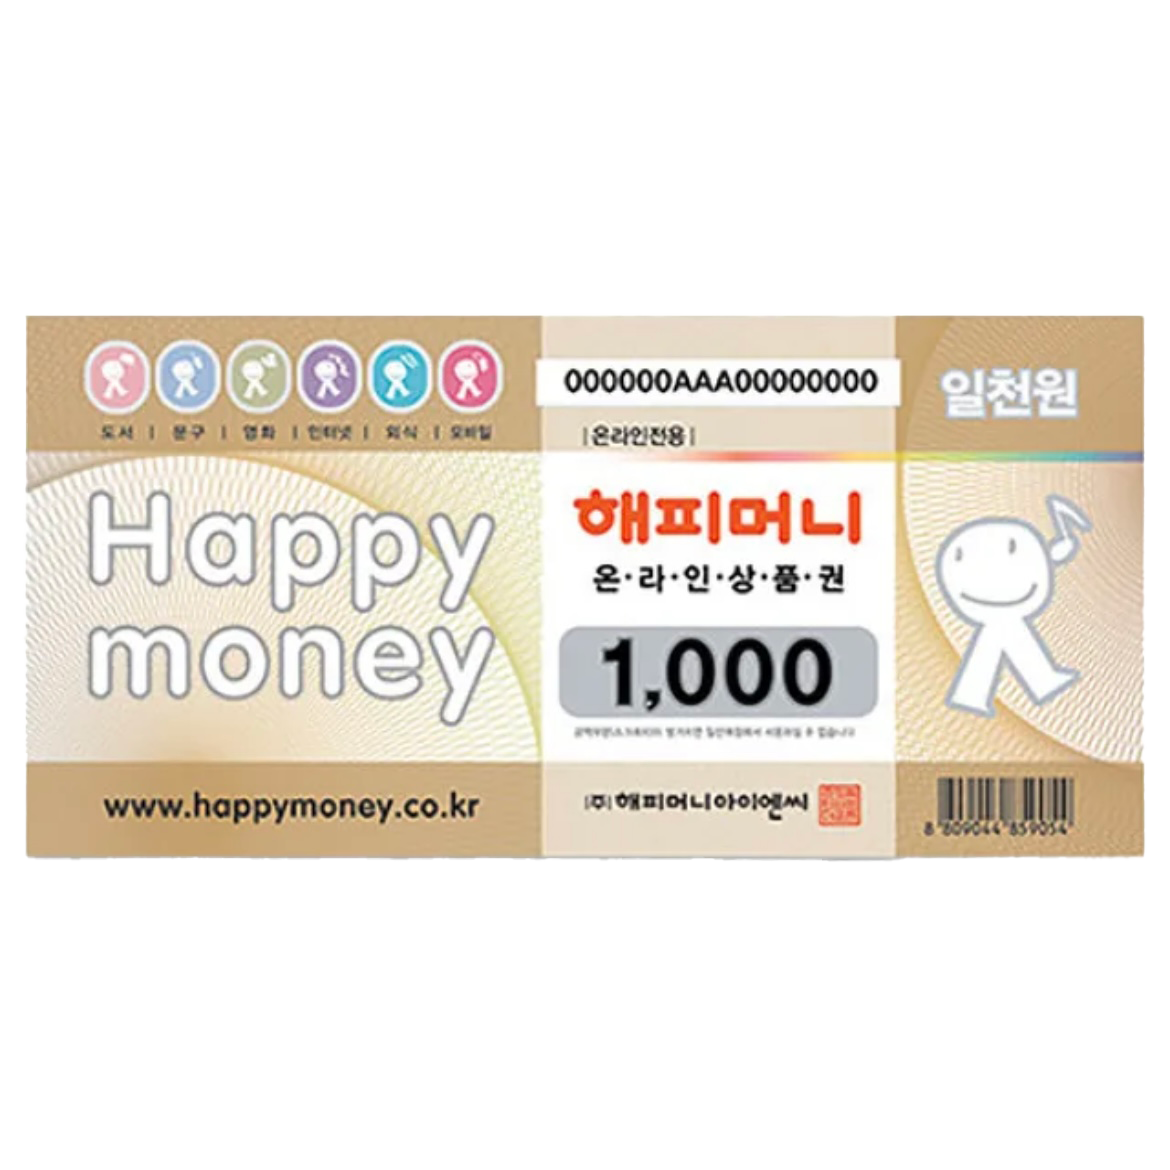 도서 | 문구 | 영화 | 인터넷 | 외식 | 모바일
Happy
money
www.happymoney.co.kr
000000AAA00000000
|온라인전용|
해피머니
온·라·인·상·품·권
1,000
(주)해피머니아이엔씨
일천원
8 809044 859054